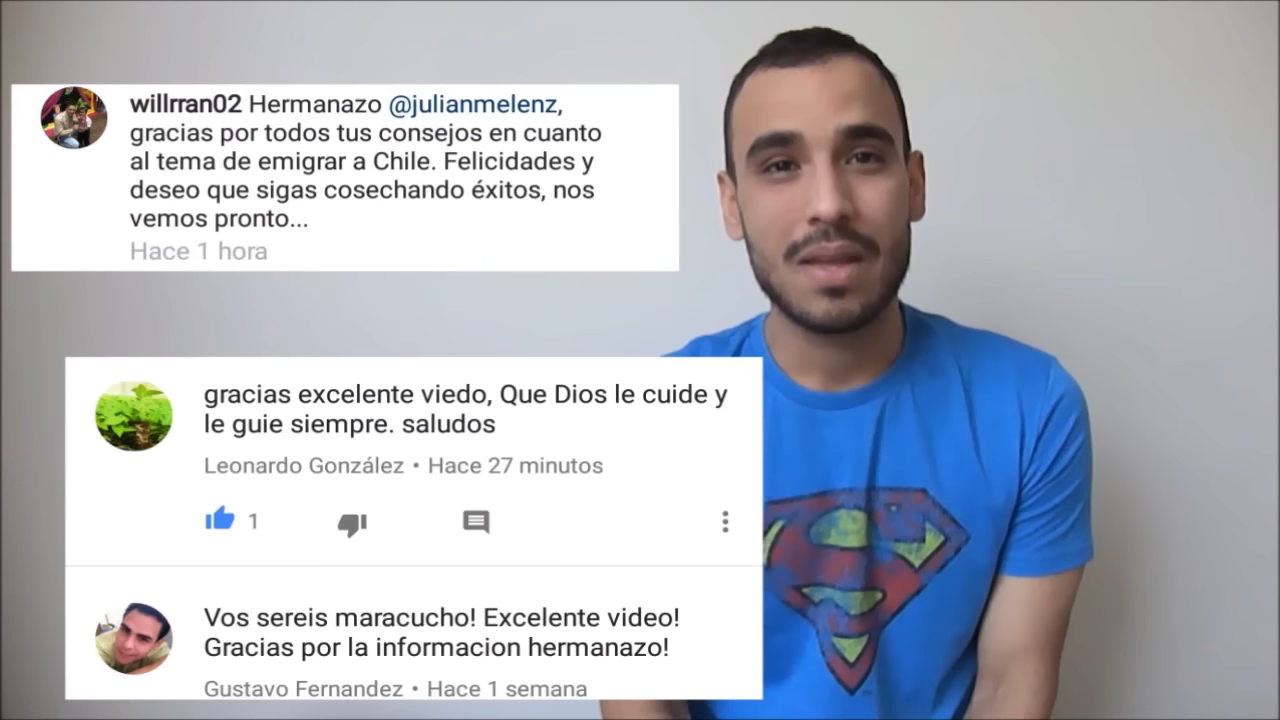 willrran02 Hermanazo @julianmelenz,
gracias por todos tus consejos en cuanto
al tema de emigrar a Chile. Felicidades y
deseo que sigas cosechando éxitos, nos
vemos pronto...
Hace 1 hora
gracias excelente viedo, Que Dios le cuide y
le guie siempre. saludos
Leonardo González • Hace 27 minutos
1
Vos sereis maracucho! Excelente video!
Gracias por la informacion hermanazo!
Gustavo Fernandez • Hace 1 semana